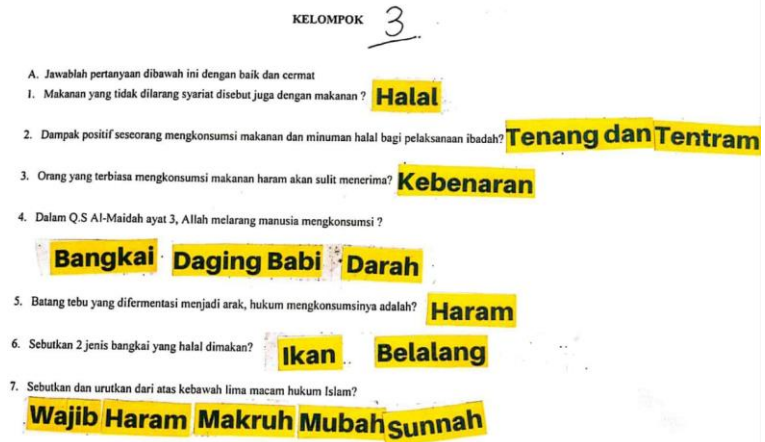 KELOMPOK 3
A. Jawablah pertanyaan dibawah ini dengan baik dan cermat
1. Makanan yang tidak dilarang syariat disebut juga dengan makanan ? Halal
2. Dampak positif seseorang mengkonsumsi makanan dan minuman halal bagi pelaksanaan ibadah? Tenang dan Tentram
3. Orang yang terbiasa mengkonsumsi makanan haram akan sulit menerima? Kebenaran
4. Dalam Q.S Al-Maidah ayat 3, Allah melarang manusia mengkonsumsi ?
Bangkai Daging Babi Darah
5. Batang tebu yang difermentasi menjadi arak, hukum mengkonsumsinya adalah? Haram
6. Sebutkan 2 jenis bangkai yang halal dimakan? Ikan Belalang
7. Sebutkan dan urutkan dari atas kebawah lima macam hukum Islam?
Wajib Haram Makruh Mubah Sunnah